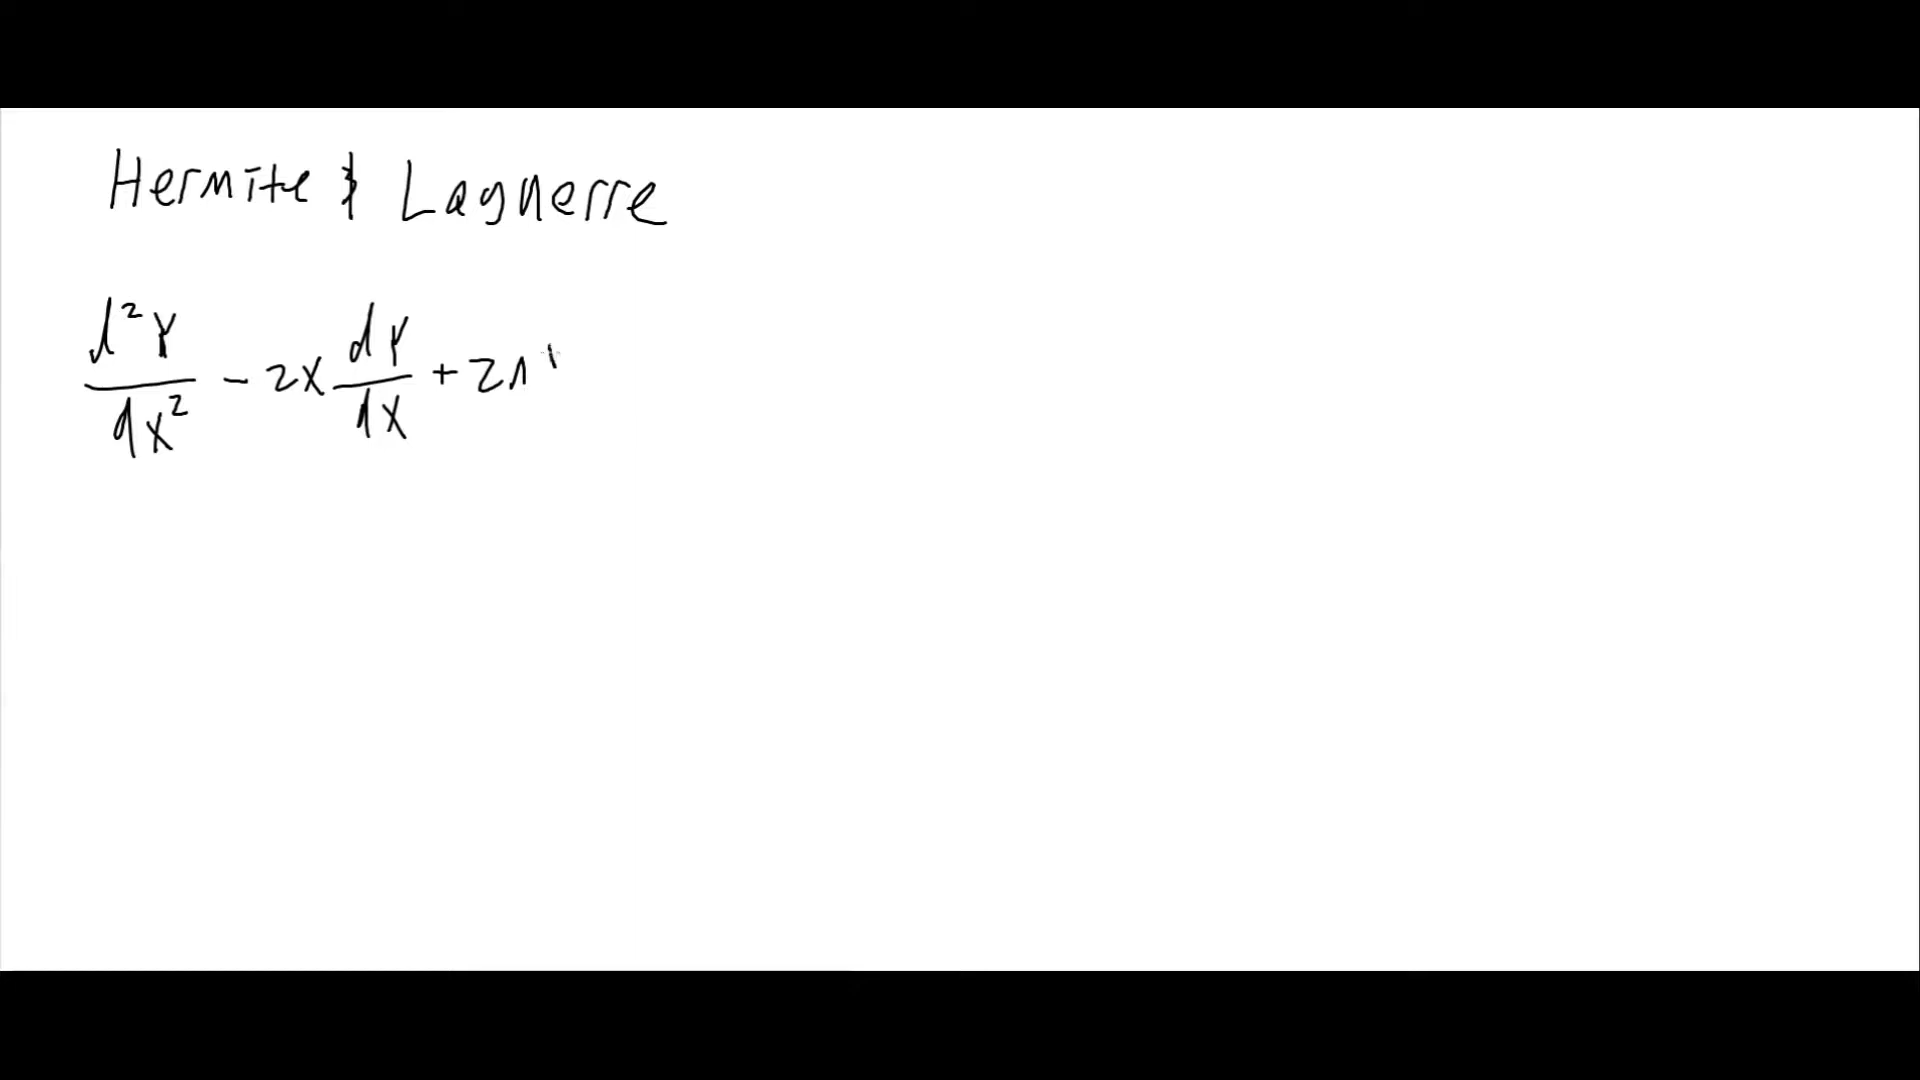 Hermite & Laguerre
d²y/dx² - 2x dy/dx + 2n